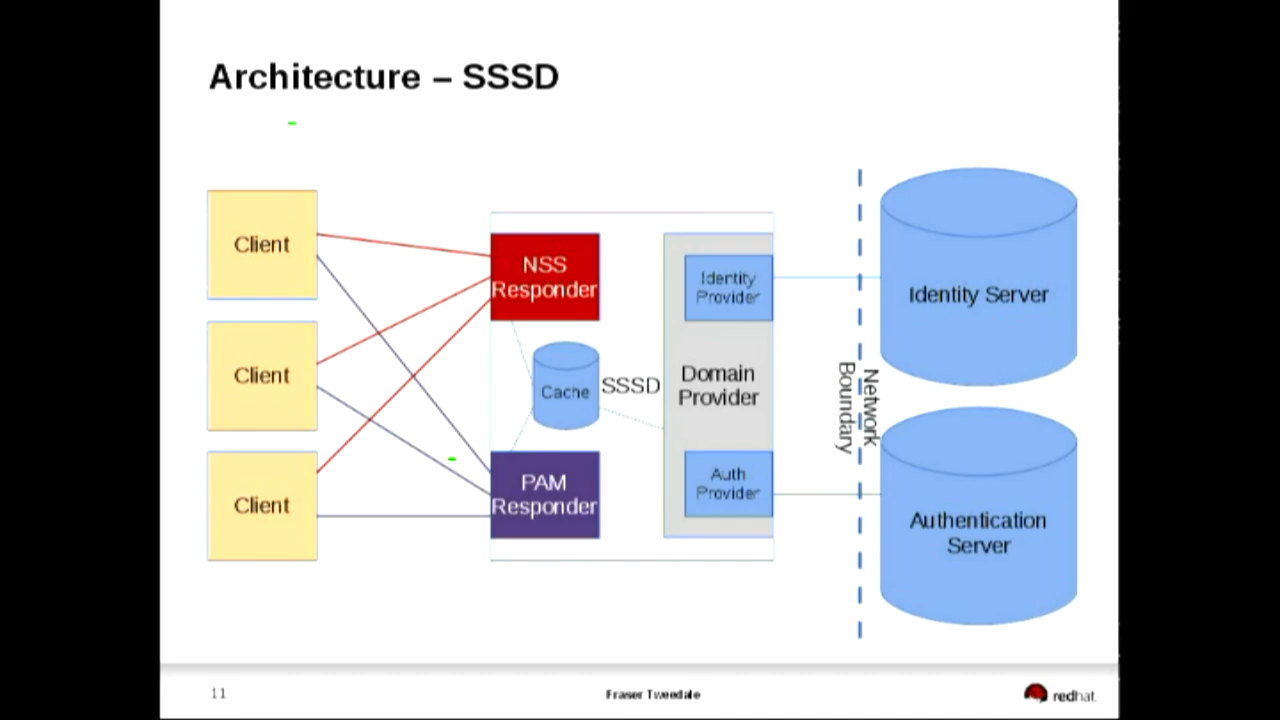 Architecture – SSSD
Client
Client
Client
NSS
Responder
Cache
SSSD
PAM
Responder
Identity
Provider
Domain
Provider
Auth
Provider
Network
Boundary
Identity Server
Authentication
Server
11
Fraser Tweedale
redhat.